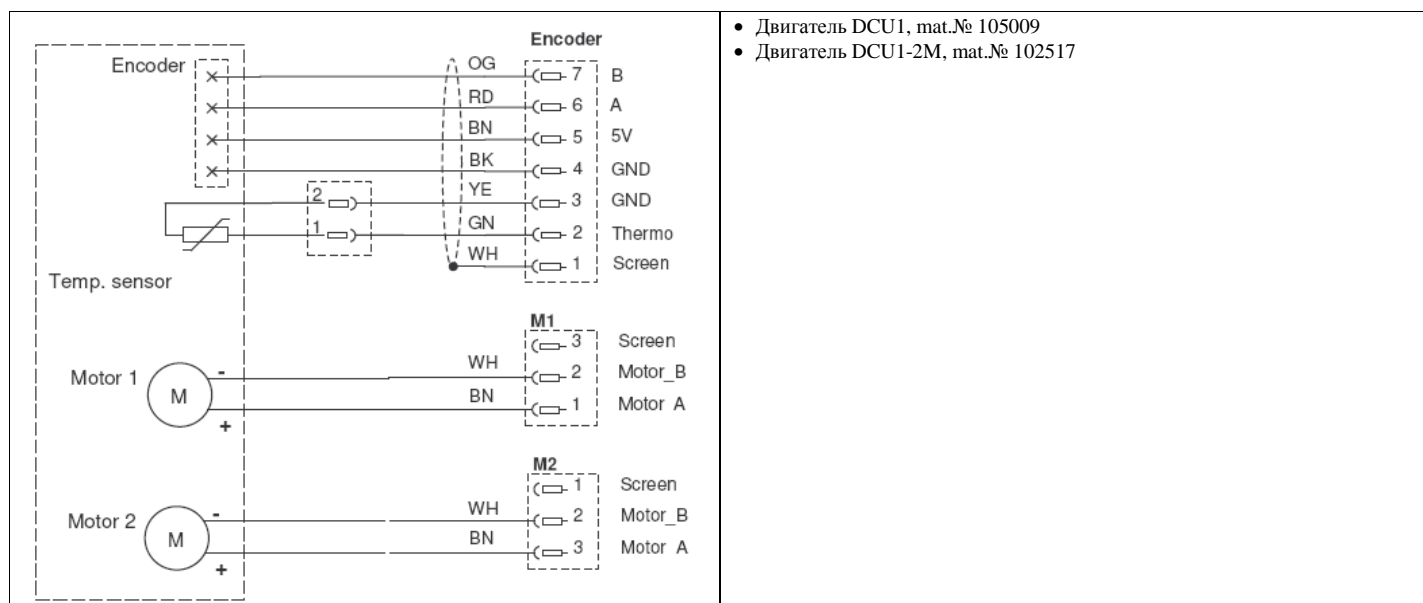 Encoder
Encoder
OG 7 B
RD 6 A
BN 5 5V
BK 4 GND
2 YE 3 GND
1 GN 2 Thermo
WH 1 Screen
Temp. sensor
M1
3 Screen
Motor 1 M - WH 2 Motor_B
+ BN 1 Motor A
M2
1 Screen
Motor 2 M - WH 2 Motor_B
+ BN 3 Motor A
• Двигатель DCU1, mat.№ 105009
• Двигатель DCU1-2M, mat.№ 102517